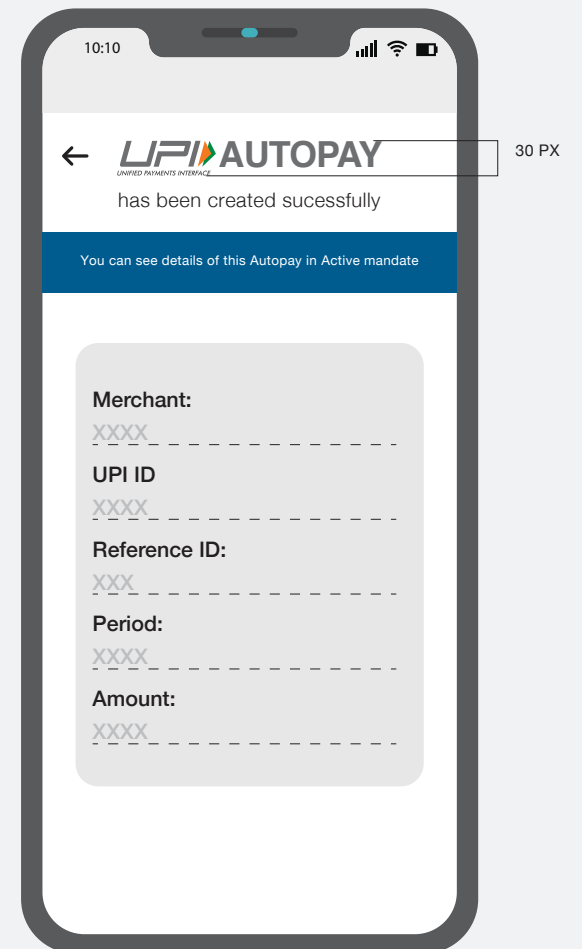 10:10
UPI AUTOPAY
UNIFIED PAYMENTS INTERFACE
30 PX
has been created sucessfully
You can see details of this Autopay in Active mandate
Merchant:
XXXX
UPI ID
XXXX
Reference ID:
XXX
Period:
XXXX
Amount:
XXXX